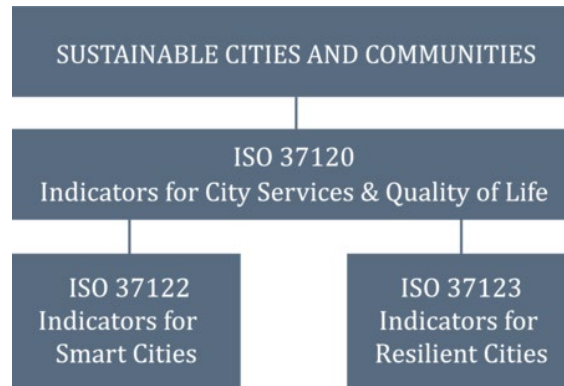 SUSTAINABLE CITIES AND COMMUNITIES
ISO 37120
Indicators for City Services & Quality of Life
ISO 37122
Indicators for
Smart Cities
ISO 37123
Indicators for
Resilient Cities